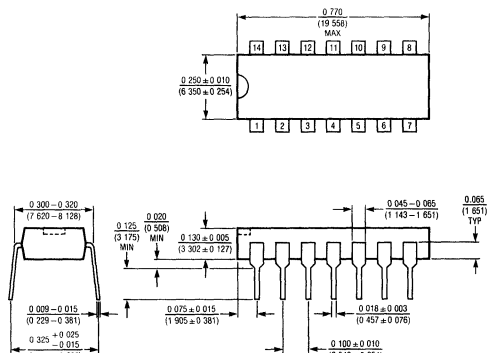 0 770
(19 558)
MAX
14 13 12 11 10 9 8
0 250 ± 0 010
(6 350 ± 0 254)
1 2 3 4 5 6 7
0 300 – 0 320
(7 620 – 8 128)
0 125
(3 175)
MIN
0 020
(0 508)
MIN
0 130 ± 0 005
(3 302 ± 0 127)
0 045 – 0 065
(1 143 – 1 651)
0.065
(1 651)
TYP
0 009 – 0 015
(0 229 – 0 381)
0 075 ± 0 015
(1 905 ± 0 381)
0 018 ± 0 003
(0 457 ± 0 076)
0 325 + 0 025
– 0 015
0 100 ± 0 010